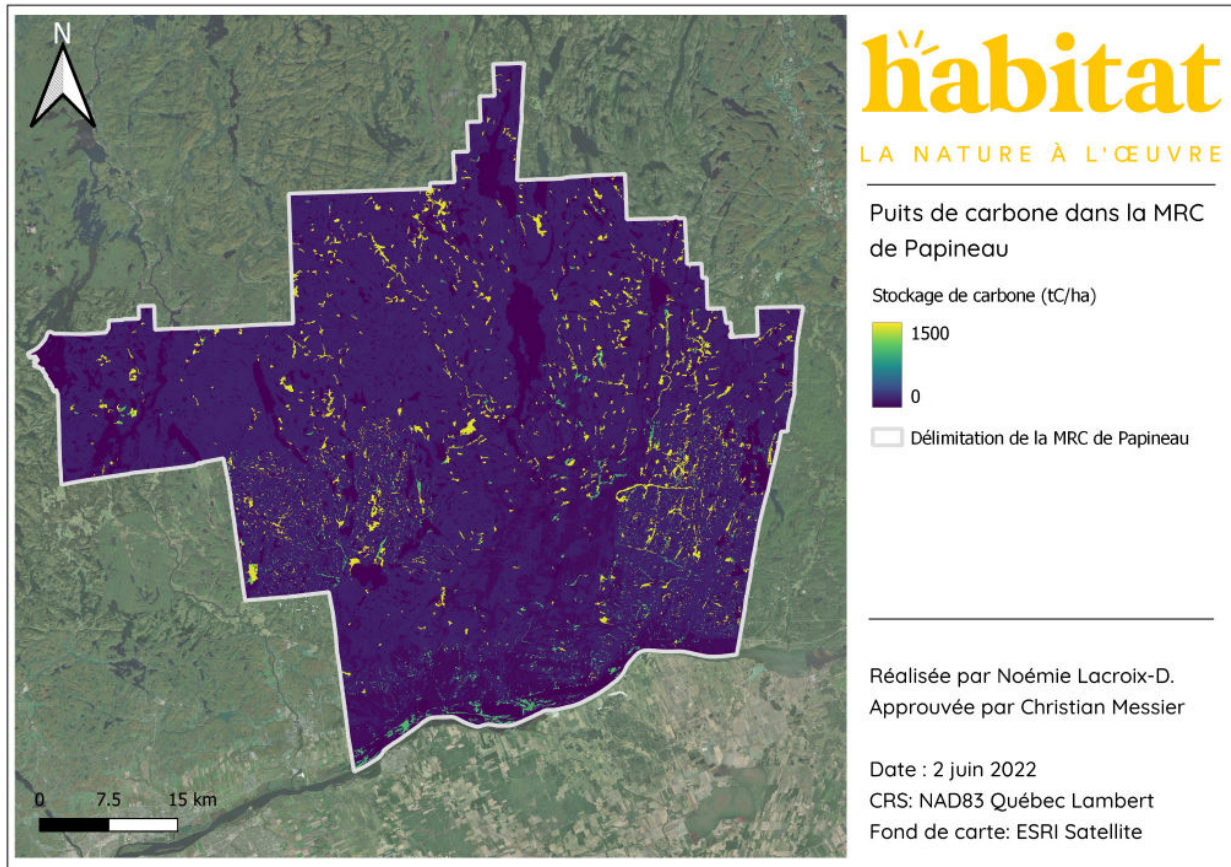 N
habitat
LA NATURE À L'ŒUVRE
Puits de carbone dans la MRC
de Papineau
Stockage de carbone (tC/ha)
1500
0
Délimitation de la MRC de Papineau
Réalisée par Noémie Lacroix-D.
Approuvée par Christian Messier
Date : 2 juin 2022
CRS: NAD83 Québec Lambert
Fond de carte: ESRI Satellite
0 7.5 15 km